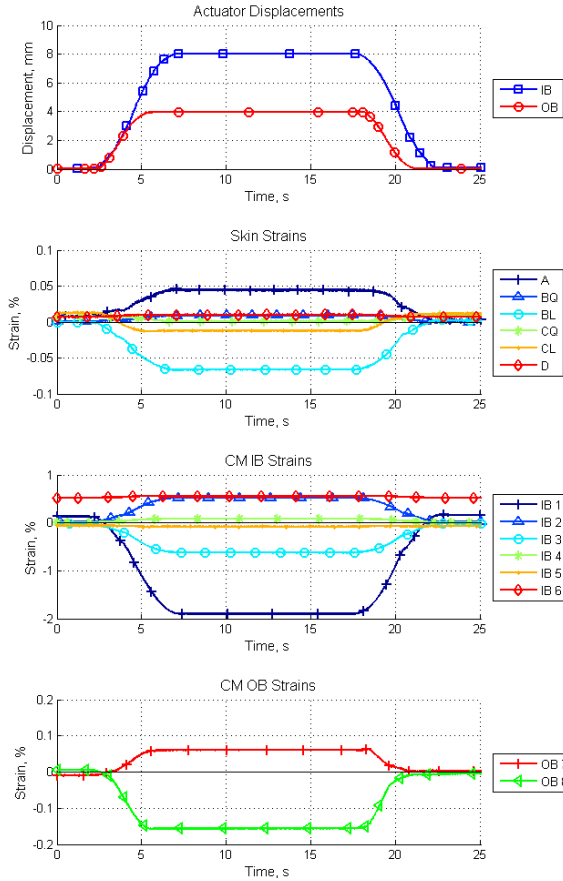 Actuator Displacements
10
8
6
4
2
0
Displacement, mm
0 5 10 15 20 25
Time, s
IB
OB
Skin Strains
0.1
0.05
0
-0.05
-0.1
Strain, %
0 5 10 15 20 25
Time, s
A
BQ
BL
CQ
CL
D
CM IB Strains
1
0
-1
-2
Strain, %
0 5 10 15 20 25
Time, s
IB 1
IB 2
IB 3
IB 4
IB 5
IB 6
CM OB Strains
0.2
0.1
0
-0.1
-0.2
Strain, %
0 5 10 15 20 25
Time, s
OB 7
OB 8